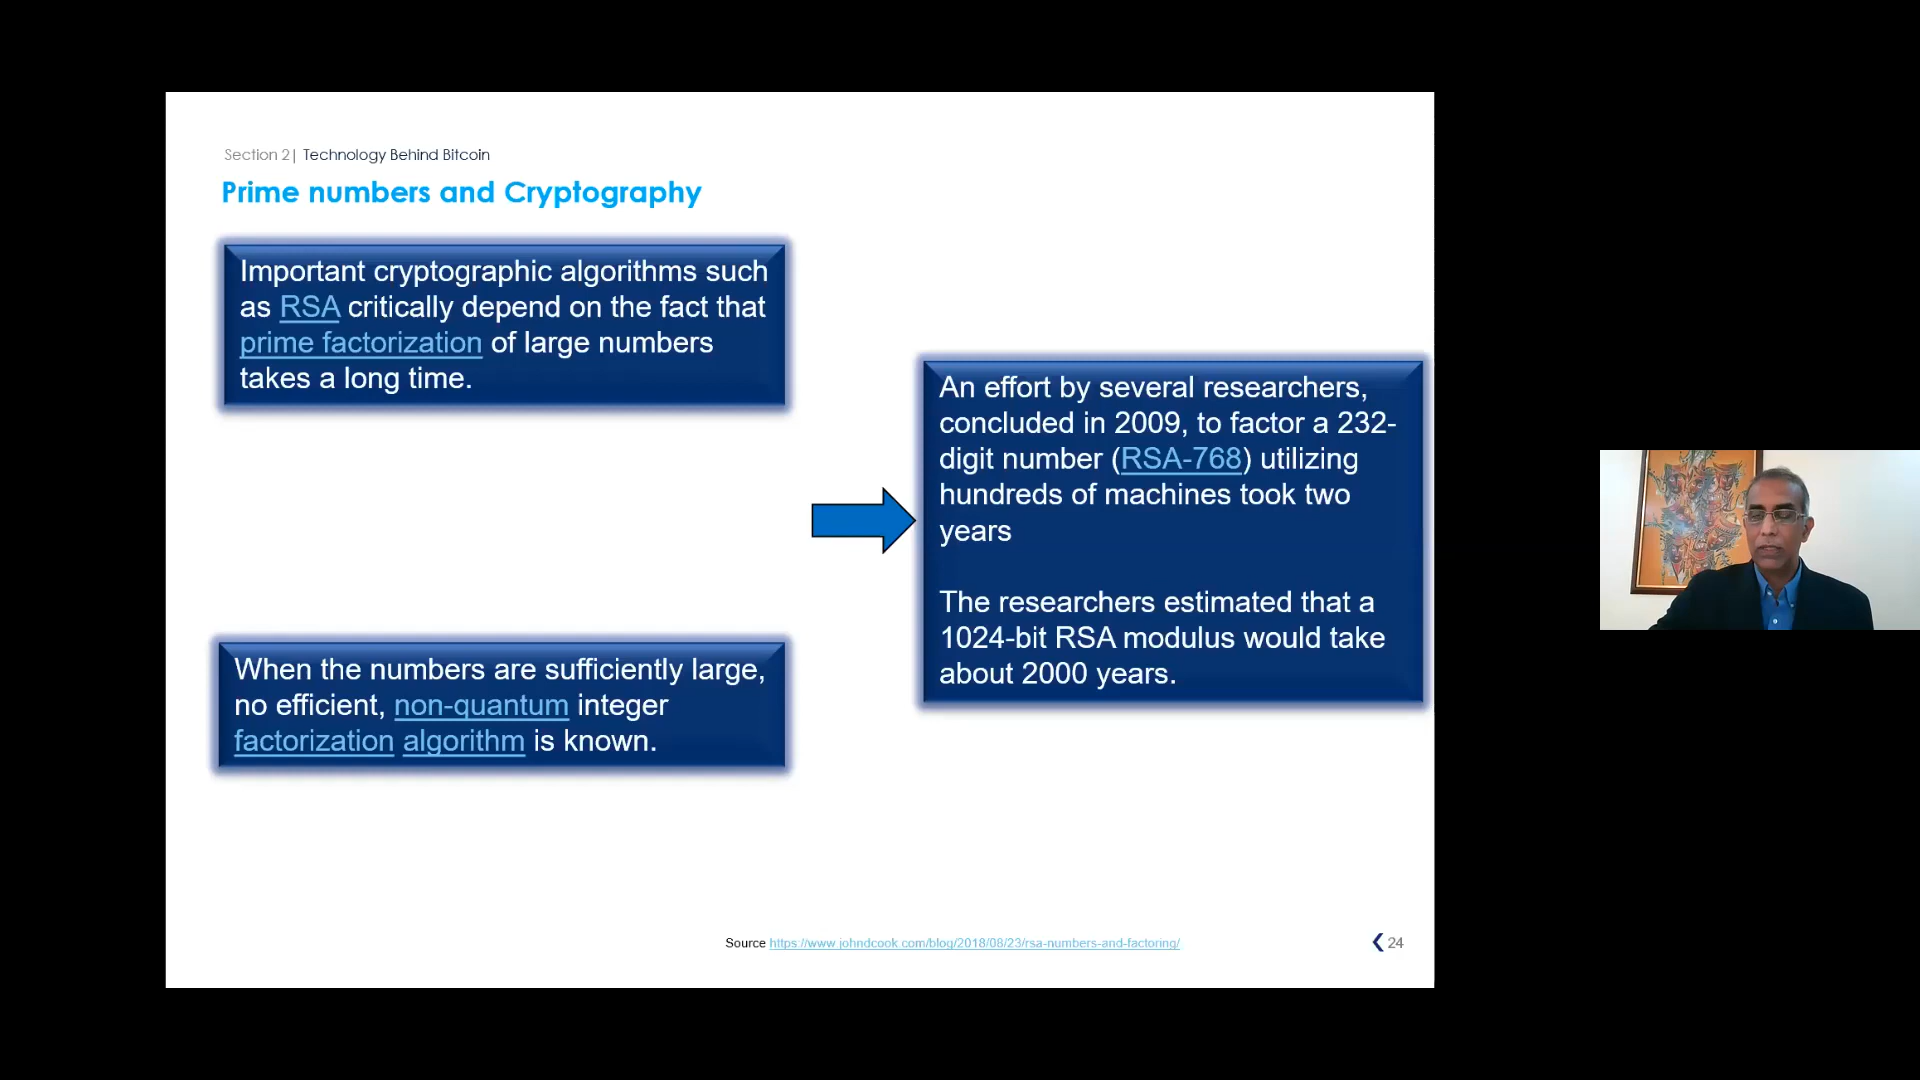 Section 2| Technology Behind Bitcoin
Prime numbers and Cryptography
Important cryptographic algorithms such
as RSA critically depend on the fact that
prime factorization of large numbers
takes a long time.
When the numbers are sufficiently large,
no efficient, non-quantum integer
factorization algorithm is known.
An effort by several researchers,
concluded in 2009, to factor a 232-
digit number (RSA-768) utilizing
hundreds of machines took two
years
The researchers estimated that a
1024-bit RSA modulus would take
about 2000 years.
Source https://www.johndcook.com/blog/2018/08/23/rsa-numbers-and-factoring/
24